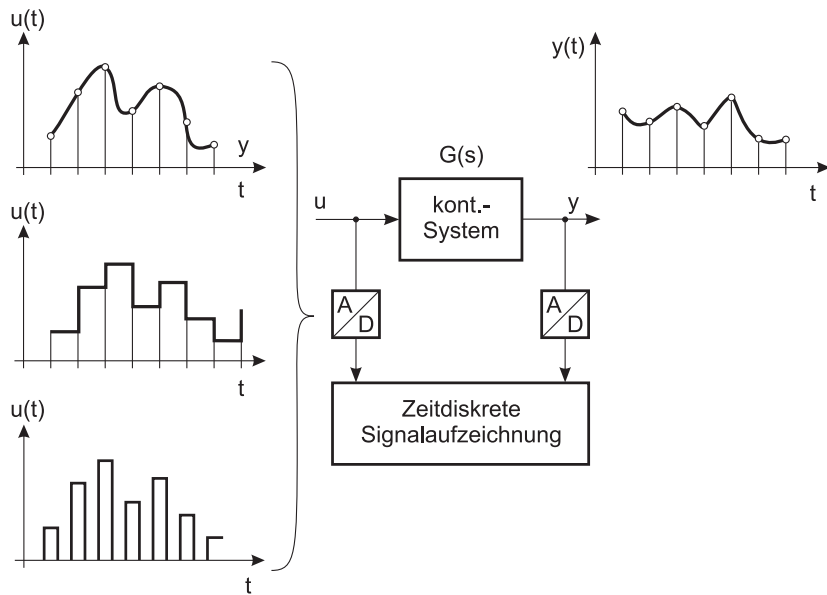 u(t)
y
t
u(t)
t
u(t)
t
G(s)
u
kont.-
System
y
A
D
A
D
Zeitdiskrete
Signalaufzeichnung
y(t)
t